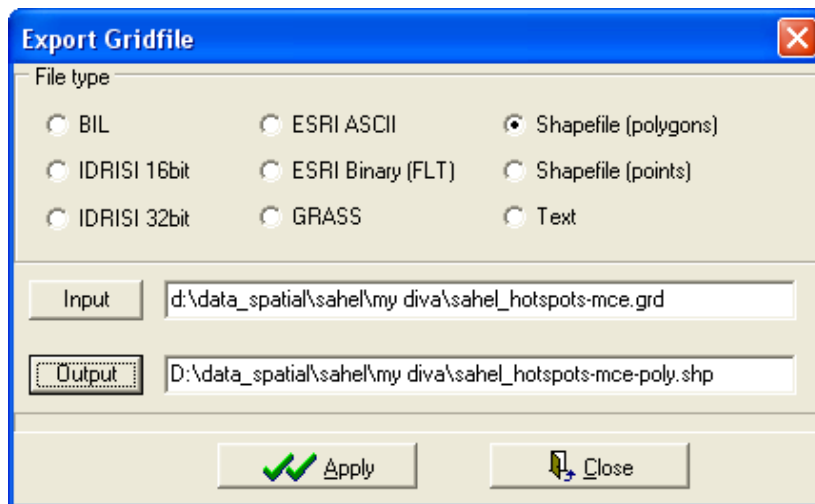 Export Gridfile
File type
BIL
ESRI ASCII
Shapefile (polygons)
IDRISI 16bit
ESRI Binary (FLT)
Shapefile (points)
IDRISI 32bit
GRASS
Text
Input
d:\data_spatial\sahel\my diva\sahel_hotspots-mce.grd
Output
D:\data_spatial\sahel\my diva\sahel_hotspots-mce-poly.shp
Apply
Close